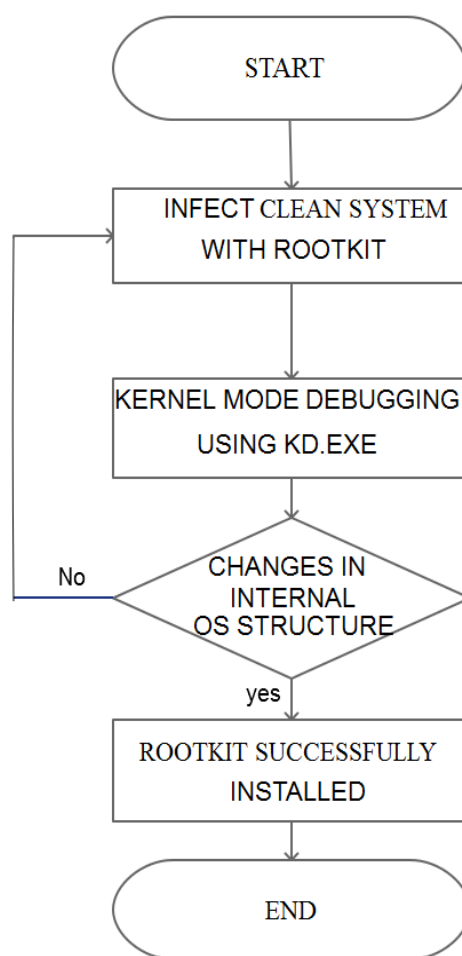 START
INFECT CLEAN SYSTEM
WITH ROOTKIT
KERNEL MODE DEBUGGING
USING KD.EXE
CHANGES IN
INTERNAL
OS STRUCTURE
No
yes
ROOTKIT SUCCESSFULLY
INSTALLED
END